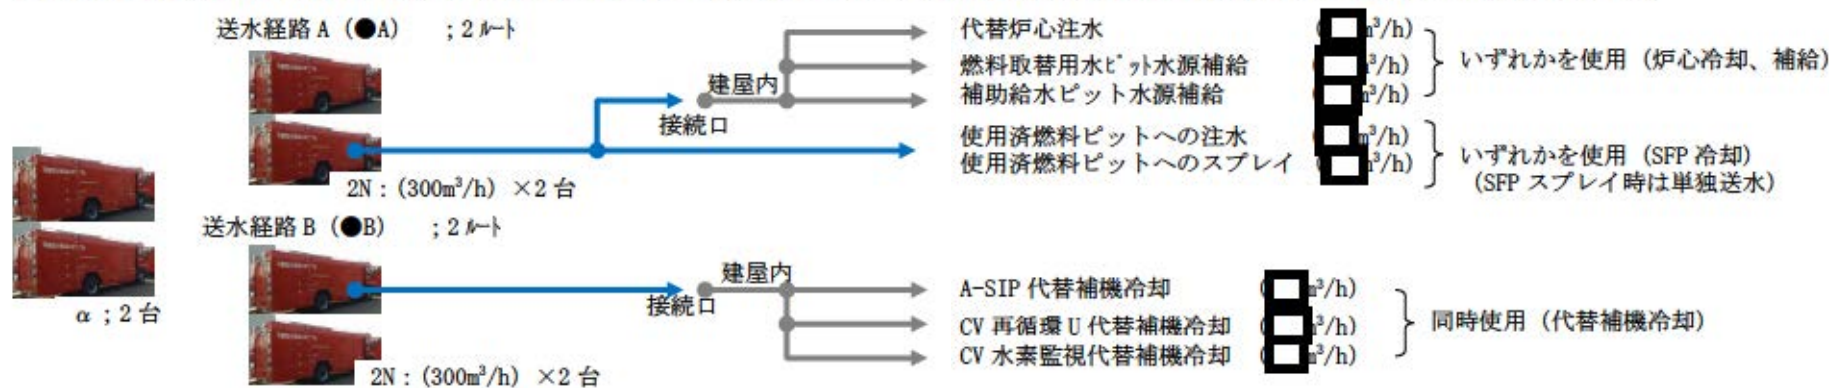 送水経路 A (●A) ;2ルート
代替炉心注水 ( m³/h)
燃料取替用水ピット水源補給 ( m³/h)
補助給水ピット水源補給 ( m³/h)
いずれかを使用 (炉心冷却、補給)
建屋内
接続口
使用済燃料ピットへの注水 ( m³/h)
使用済燃料ピットへのスプレイ ( m³/h)
いずれかを使用 (SFP 冷却)
(SFP スプレイ時は単独送水)
2N:(300m³/h) ×2 台
α ;2 台
送水経路 B (●B) ;2ルート
建屋内
接続口
A-SIP 代替補機冷却 ( m³/h)
CV 再循環 U 代替補機冷却 ( m³/h)
CV 水素監視代替補機冷却 ( m³/h)
同時使用 (代替補機冷却)
2N:(300m³/h) ×2 台